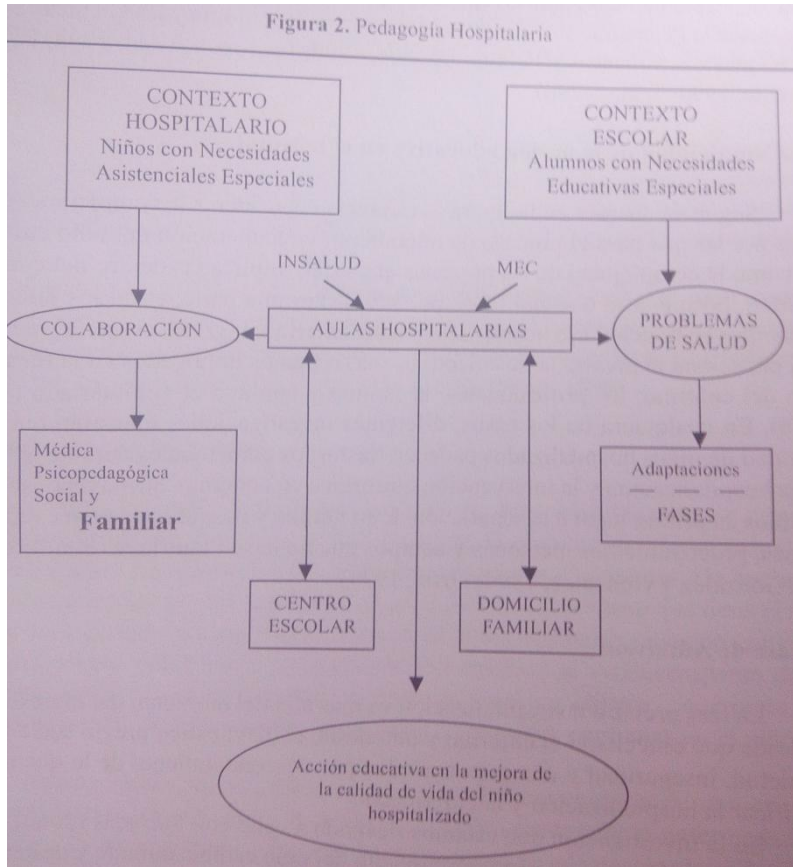 Figura 2. Pedagogía Hospitalaria
CONTEXTO
HOSPITALARIO
Niños con Necesidades
Asistenciales Especiales
CONTEXTO
ESCOLAR
Alumnos con Necesidades
Educativas Especiales
INSALUD
MEC
COLABORACIÓN
AULAS HOSPITALARIAS
PROBLEMAS
DE SALUD
Médica
Psicopedagógica
Social y
Familiar
Adaptaciones
FASES
CENTRO
ESCOLAR
DOMICILIO
FAMILIAR
Acción educativa en la mejora de
la calidad de vida del niño
hospitalizado